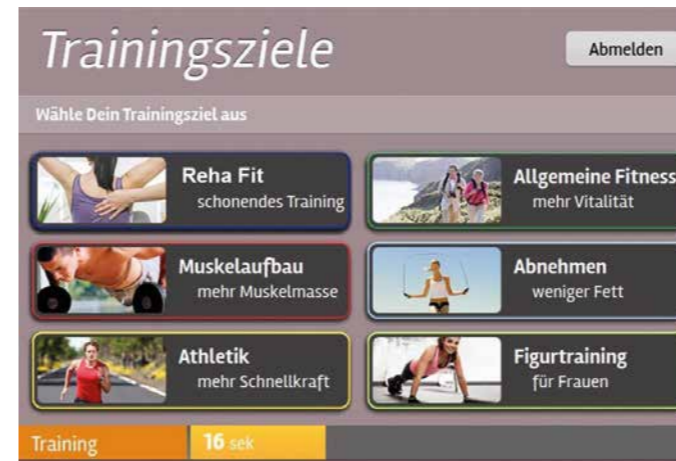 Trainingsziele
Abmelden
Wähle Dein Trainingsziel aus
Reha Fit
schonendes Training
Allgemeine Fitness
mehr Vitalität
Muskelaufbau
mehr Muskelmasse
Abnehmen
weniger Fett
Athletik
mehr Schnellkraft
Figurtraining
für Frauen
Training
16 sek